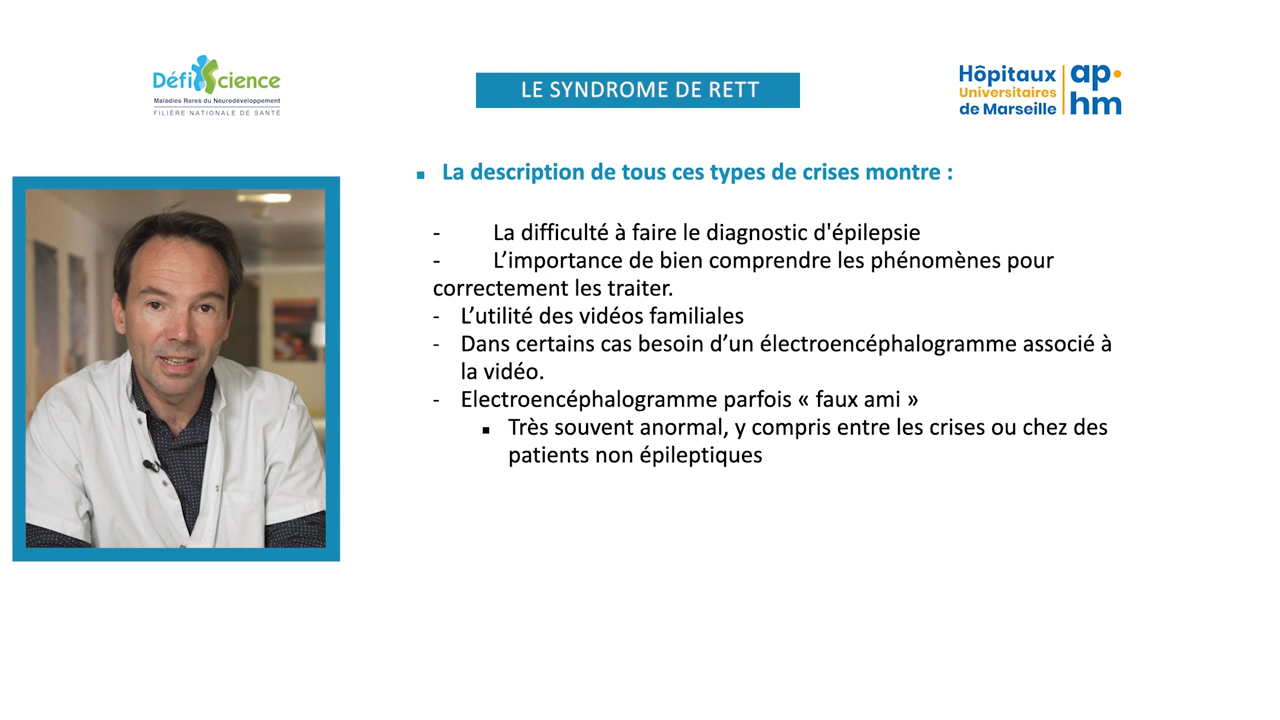 DéfiScience
Maladies Rares du Neurodéveloppement
FILIÈRE NATIONALE DE SANTÉ
LE SYNDROME DE RETT
Hôpitaux
Universitaires
de Marseille
ap·
hm
▪ La description de tous ces types de crises montre :
- La difficulté à faire le diagnostic d'épilepsie
- L’importance de bien comprendre les phénomènes pour
correctement les traiter.
- L’utilité des vidéos familiales
- Dans certains cas besoin d’un électroencéphalogramme associé à
la vidéo.
- Electroencéphalogramme parfois « faux ami »
▪ Très souvent anormal, y compris entre les crises ou chez des
patients non épileptiques